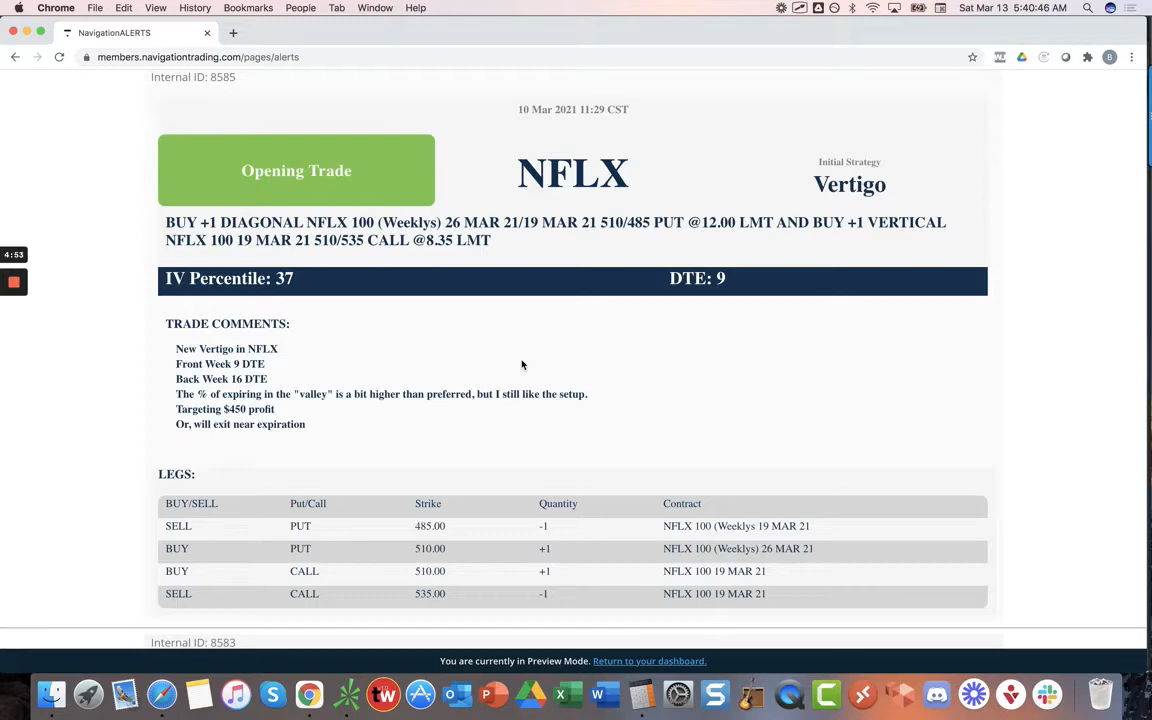 Chrome File Edit View History Bookmarks People Tab Window Help Sat Mar 13 5:40:46 AM
NavigationALERTS
members.navigationtrading.com/pages/alerts B
Internal ID: 8585
10 Mar 2021 11:29 CST
Opening Trade
NFLX
Initial Strategy
Vertigo
BUY +1 DIAGONAL NFLX 100 (Weeklys) 26 MAR 21/19 MAR 21 510/485 PUT @12.00 LMT AND BUY +1 VERTICAL
NFLX 100 19 MAR 21 510/535 CALL @8.35 LMT
4:53
IV Percentile: 37 DTE: 9
TRADE COMMENTS:
New Vertigo in NFLX
Front Week 9 DTE
Back Week 16 DTE
The % of expiring in the "valley" is a bit higher than preferred, but I still like the setup.
Targeting $450 profit
Or, will exit near expiration
LEGS:
BUY/SELL Put/Call Strike Quantity Contract
SELL PUT 485.00 -1 NFLX 100 (Weeklys 19 MAR 21
BUY PUT 510.00 +1 NFLX 100 (Weeklys) 26 MAR 21
BUY CALL 510.00 +1 NFLX 100 19 MAR 21
SELL CALL 535.00 -1 NFLX 100 19 MAR 21
Internal ID: 8583
You are currently in Preview Mode. Return to your dashboard.